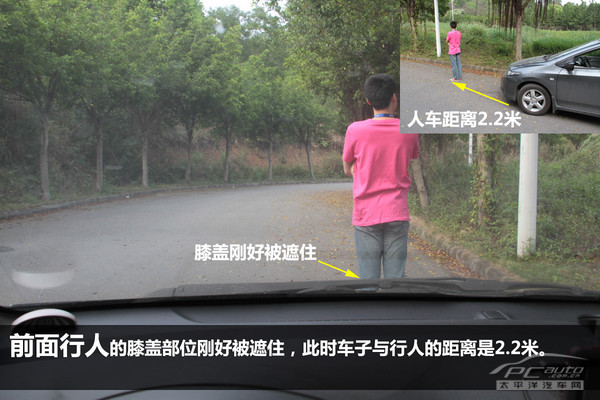 人车距离2.2米
膝盖刚好被遮住
前面行人的膝盖部位刚好被遮住，此时车子与行人的距离是2.2米。
PCauto
.com.cn
太平洋汽车网